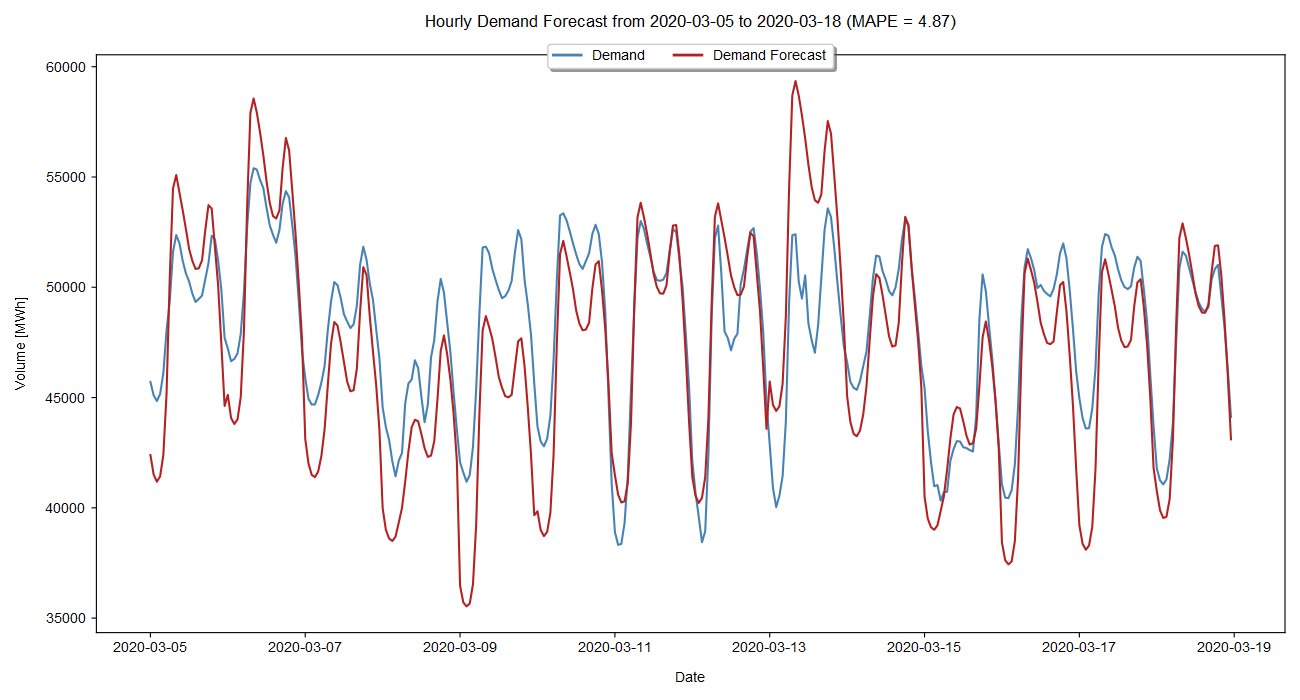 Hourly Demand Forecast from 2020-03-05 to 2020-03-18 (MAPE = 4.87)
Demand
Demand Forecast
60000
55000
50000
45000
40000
35000
Volume [MWh]
2020-03-05
2020-03-07
2020-03-09
2020-03-11
2020-03-13
2020-03-15
2020-03-17
2020-03-19
Date